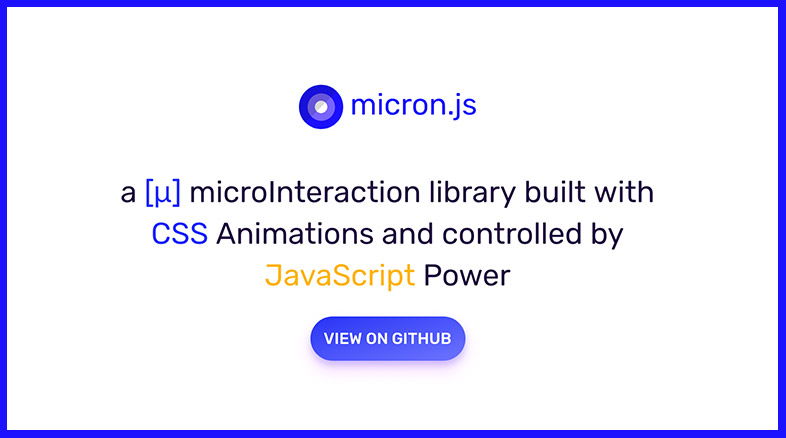 micron.js
a [μ] microInteraction library built with
CSS Animations and controlled by
JavaScript Power
VIEW ON GITHUB